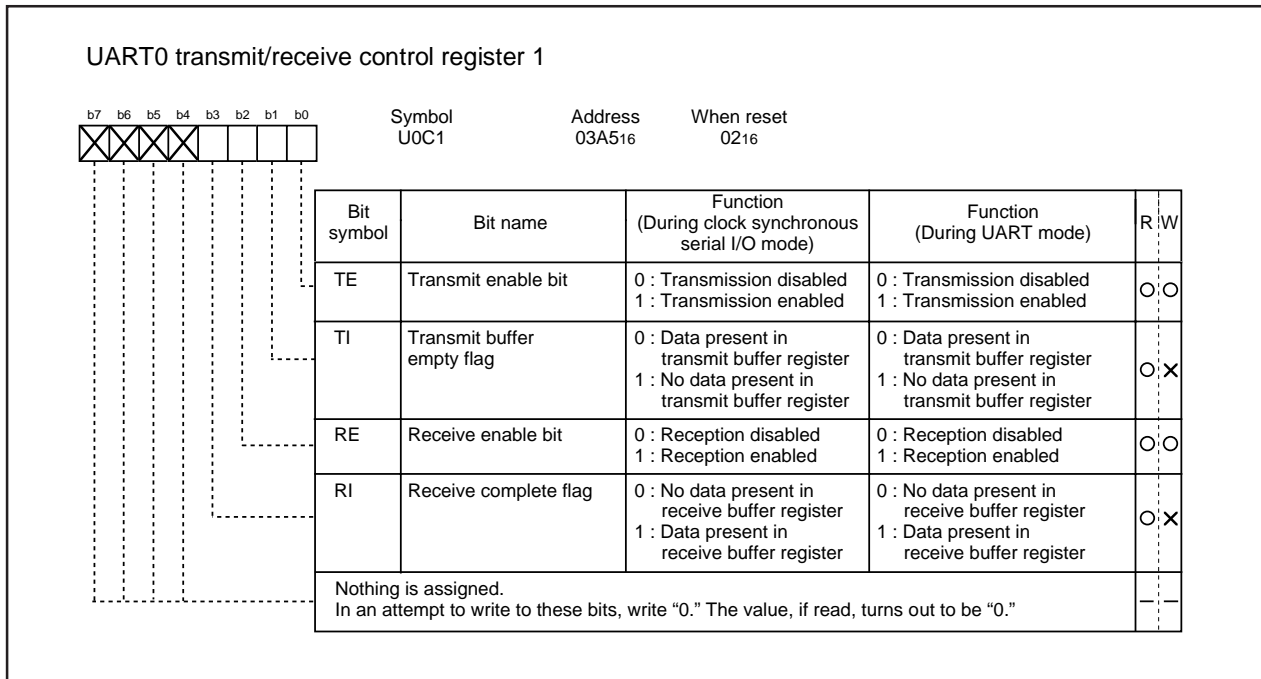 UART0 transmit/receive control register 1
b7 b6 b5 b4 b3 b2 b1 b0
Symbol Address When reset
U0C1 03A516 0216
Bit symbol Bit name Function (During clock synchronous serial I/O mode) Function (During UART mode) R W
TE Transmit enable bit 0 : Transmission disabled 0 : Transmission disabled
1 : Transmission enabled 1 : Transmission enabled
TI Transmit buffer 0 : Data present in 0 : Data present in
empty flag transmit buffer register transmit buffer register
1 : No data present in 1 : No data present in
transmit buffer register transmit buffer register
RE Receive enable bit 0 : Reception disabled 0 : Reception disabled
1 : Reception enabled 1 : Reception enabled
RI Receive complete flag 0 : No data present in 0 : No data present in
receive buffer register receive buffer register
1 : Data present in 1 : Data present in
receive buffer register receive buffer register
Nothing is assigned.
In an attempt to write to these bits, write “0.” The value, if read, turns out to be “0.”